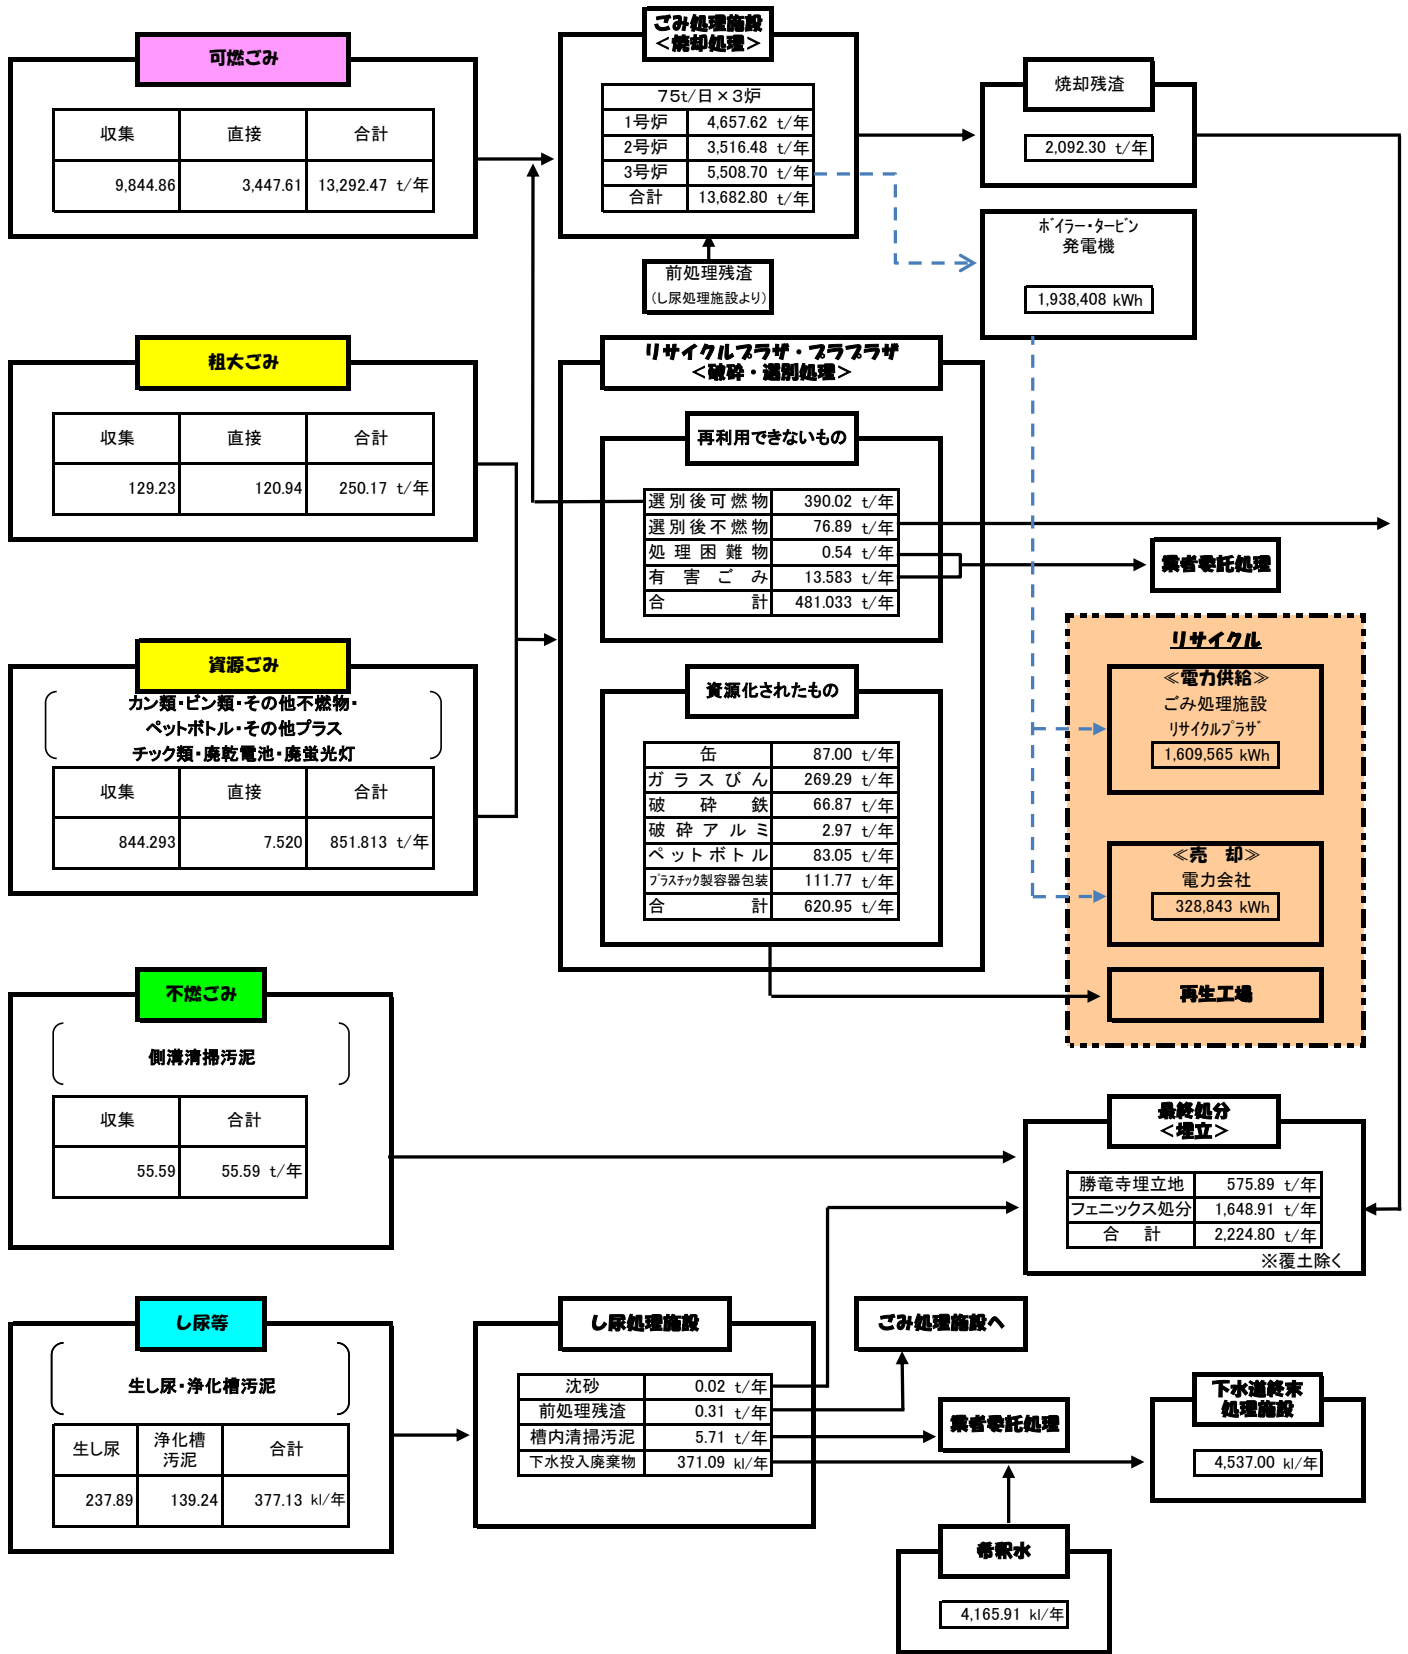 可燃ごみ
収集 直接 合計
9,844.86 3,447.61 13,292.47 t/年
ごみ処理施設
＜焼却処理＞
75t/日×3炉
1号炉 4,657.62 t/年
2号炉 3,516.48 t/年
3号炉 5,508.70 t/年
合計 13,682.80 t/年
前処理残渣
(し尿処理施設より)
焼却残渣
2,092.30 t/年
ﾎﾞｲﾗｰ・ﾀｰﾋﾞﾝ
発電機
1,938,408 kWh
粗大ごみ
収集 直接 合計
129.23 120.94 250.17 t/年
リサイクルプラザ・プラプラザ
＜破砕・選別処理＞
再利用できないもの
選別後可燃物 390.02 t/年
選別後不燃物 76.89 t/年
処理困難物 0.54 t/年
有害ごみ 13.583 t/年
合計 481.033 t/年
業者委託処理
資源ごみ
カン類・ビン類・その他不燃物・
ペットボトル・その他プラス
チック類・廃乾電池・廃蛍光灯
収集 直接 合計
844.293 7.520 851.813 t/年
資源化されたもの
缶 87.00 t/年
ガラスびん 269.29 t/年
破砕鉄 66.87 t/年
破砕アルミ 2.97 t/年
ペットボトル 83.05 t/年
ﾌﾟﾗｽﾁｯｸ製容器包装 111.77 t/年
合計 620.95 t/年
リサイクル
≪電力供給≫
ごみ処理施設
ﾘｻｲｸﾙﾌﾟﾗｻﾞ
1,609,565 kWh
≪売 却≫
電力会社
328,843 kWh
再生工場
不燃ごみ
側溝清掃汚泥
収集 合計
55.59 55.59 t/年
最終処分
＜埋立＞
勝竜寺埋立地 575.89 t/年
フェニックス処分 1,648.91 t/年
合 計 2,224.80 t/年
※覆土除く
し尿等
生し尿・浄化槽汚泥
生し尿 浄化槽
汚泥 合計
237.89 139.24 377.13 kl/年
し尿処理施設
沈砂 0.02 t/年
前処理残渣 0.31 t/年
槽内清掃汚泥 5.71 t/年
下水投入廃棄物 371.09 kl/年
ごみ処理施設へ
業者委託処理
下水道終末
処理施設
4,537.00 kl/年
希釈水
4,165.91 kl/年